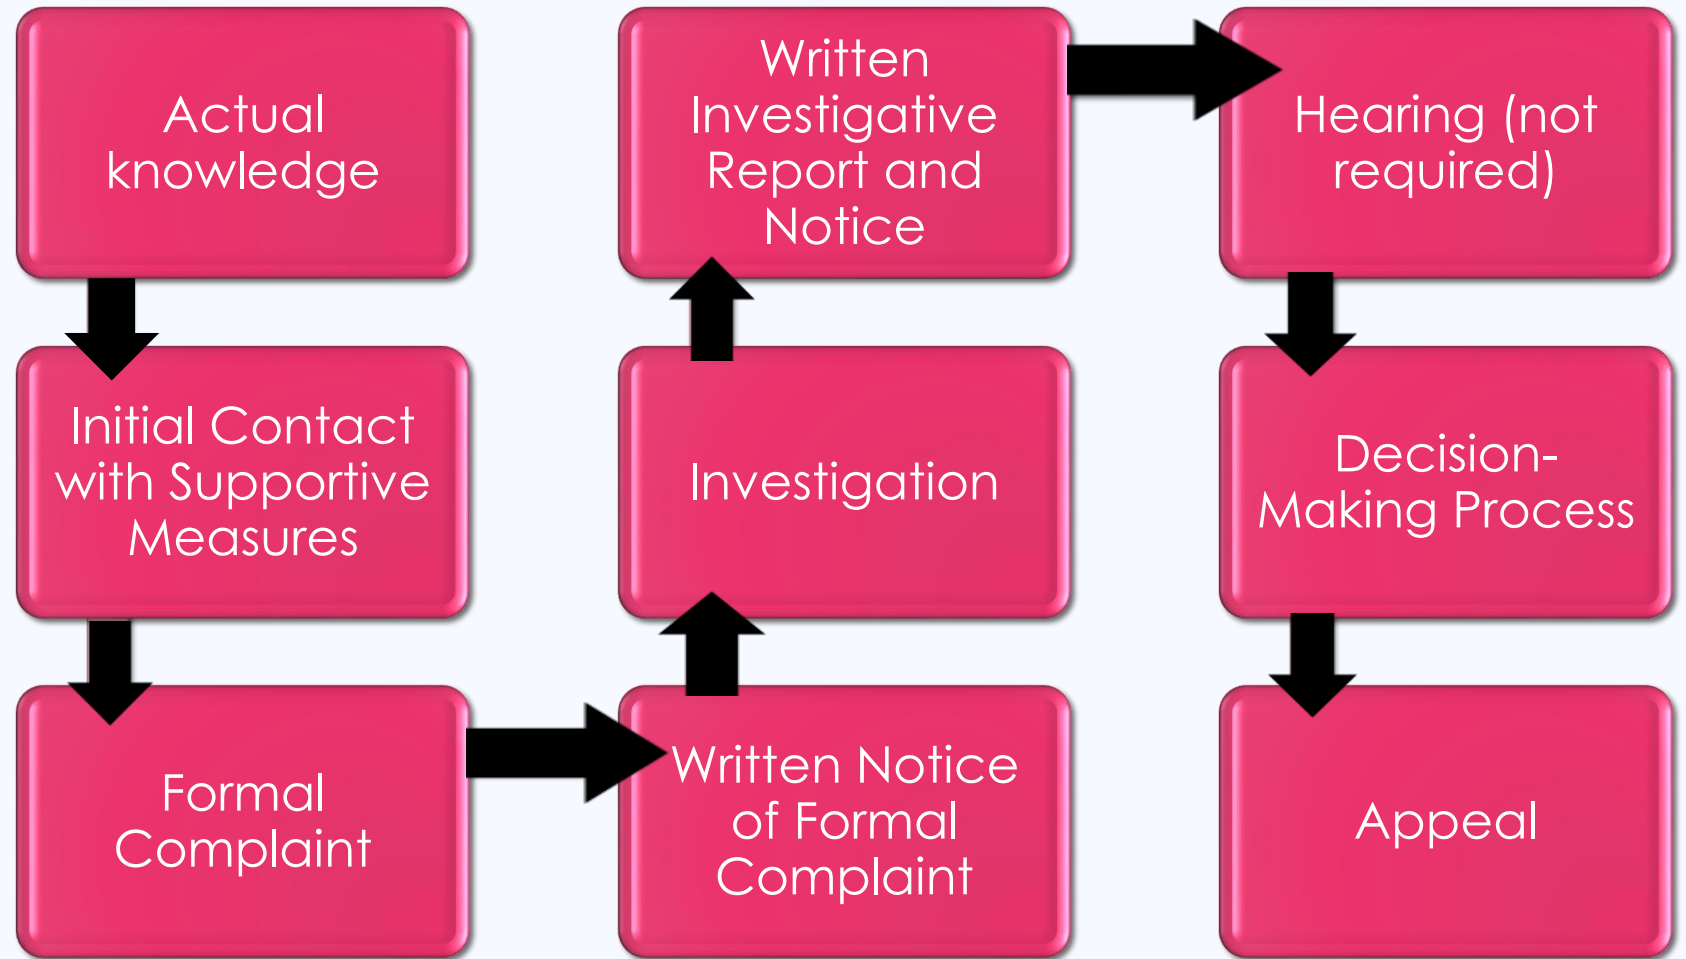 Actual
knowledge
Initial Contact
with Supportive
Measures
Formal
Complaint
Written Notice
of Formal
Complaint
Investigation
Written
Investigative
Report and
Notice
Hearing (not
required)
Decision-
Making Process
Appeal